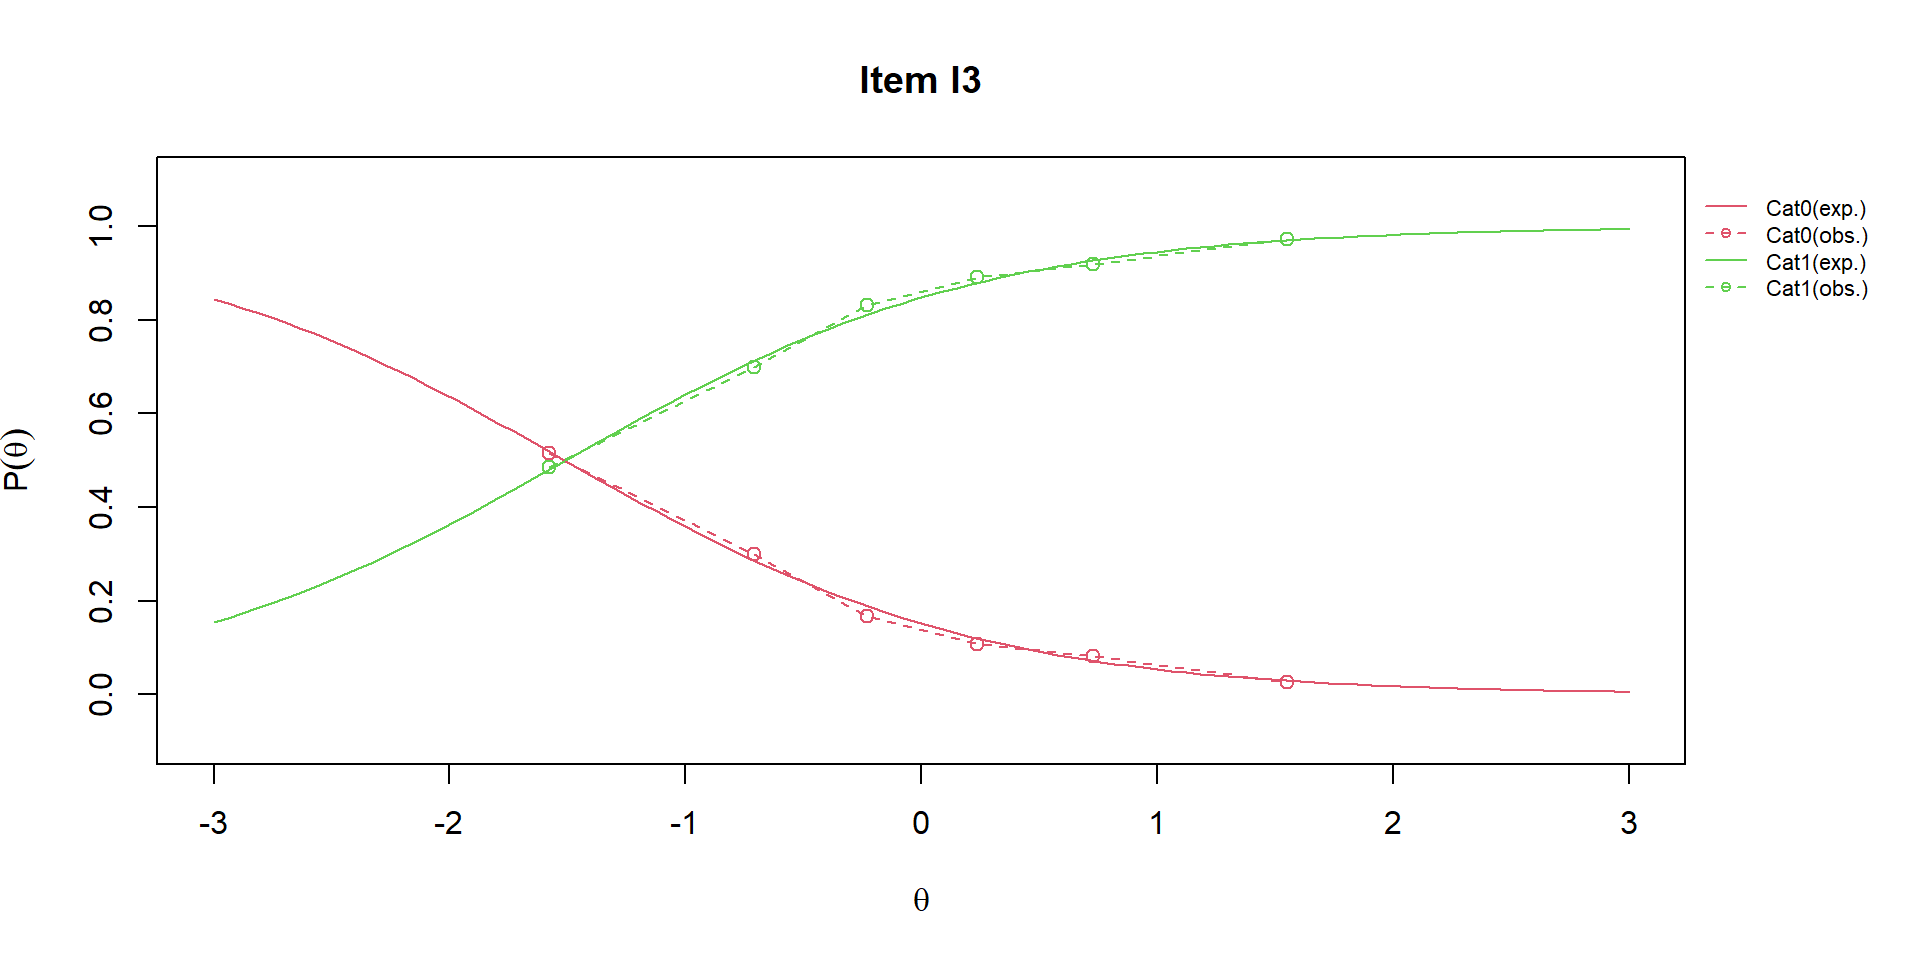 Item I3
P(θ)
1.0
0.8
0.6
0.4
0.2
0.0
-3 -2 -1 0 1 2 3
θ
Cat0(exp.)
Cat0(obs.)
Cat1(exp.)
Cat1(obs.)